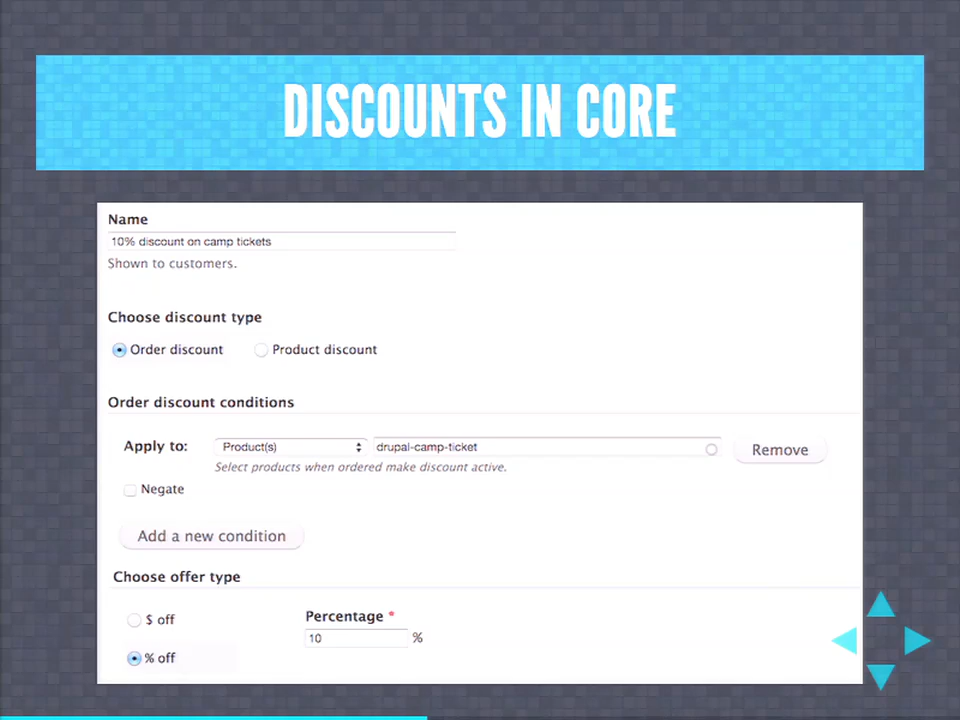 DISCOUNTS IN CORE
Name
10% discount on camp tickets
Shown to customers.
Choose discount type
Order discount Product discount
Order discount conditions
Apply to: Product(s) drupal-camp-ticket Remove
Select products when ordered make discount active.
Negate
Add a new condition
Choose offer type
$ off Percentage *
10 %
% off